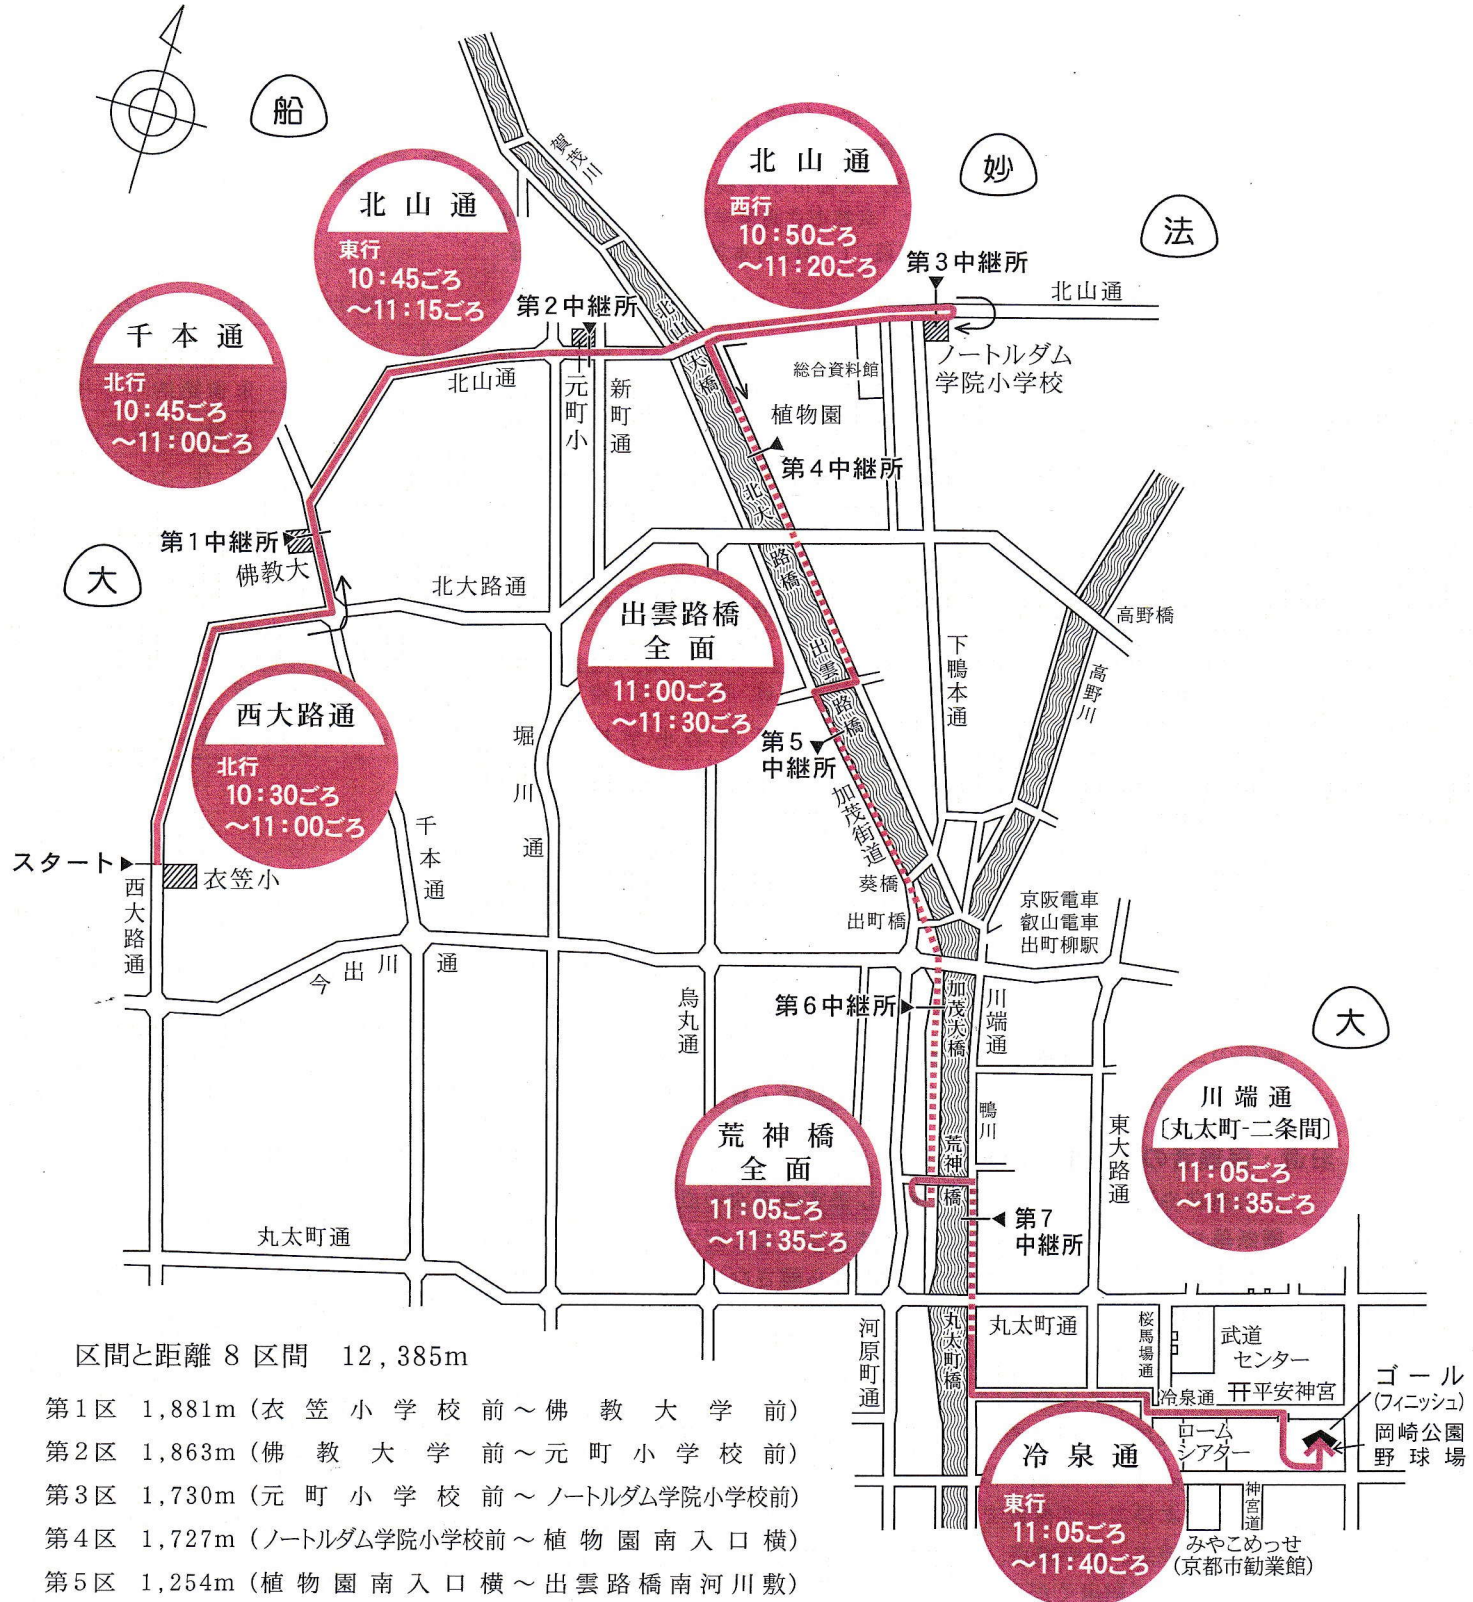 船
賀茂川
北山通
西行
10:50ごろ
～11:20ごろ
妙
法
北山通
東行
10:45ごろ
～11:15ごろ
第3中継所
北山通
千本通
北行
10:45ごろ
～11:00ごろ
第2中継所
北山大橋
ノートルダム
学院小学校
総合資料館
植物園
北山通
元町小
新町通
第4中継所
第1中継所
佛教大
大
北大路橋
北大路通
出雲路橋
全面
11:00ごろ
～11:30ごろ
出雲路橋
下鴨本通
高野橋
高野川
西大路通
北行
10:30ごろ
～11:00ごろ
堀川通
第5
中継所
加茂街道
千本通
スタート
衣笠小
西大路通
葵橋
出町橋
京阪電車
叡山電車
出町柳駅
今出川通
烏丸通
第6中継所
加茂大橋
川端通
大
荒神橋
全面
11:05ごろ
～11:35ごろ
鴨川
荒神橋
東大路通
川端通
〔丸太町-二条間〕
11:05ごろ
～11:35ごろ
第7
中継所
丸太町通
河原町通
丸太町橋
丸太町通
桜馬場通
武道
センター
冷泉通
平安神宮
ゴール
(フィニッシュ)
岡崎公園
野球場
ローム
シアター
冷泉通
東行
11:05ごろ
～11:40ごろ
神宮道
みやこめっせ
(京都市勧業館)
区間と距離 8区間 12,385m
第1区 1,881m (衣笠小学校前～佛教大学前)
第2区 1,863m (佛教大学前～元町小学校前)
第3区 1,730m (元町小学校前～ノートルダム学院小学校前)
第4区 1,727m (ノートルダム学院小学校前～植物園南入口横)
第5区 1,254m (植物園南入口横～出雲路橋南河川敷)